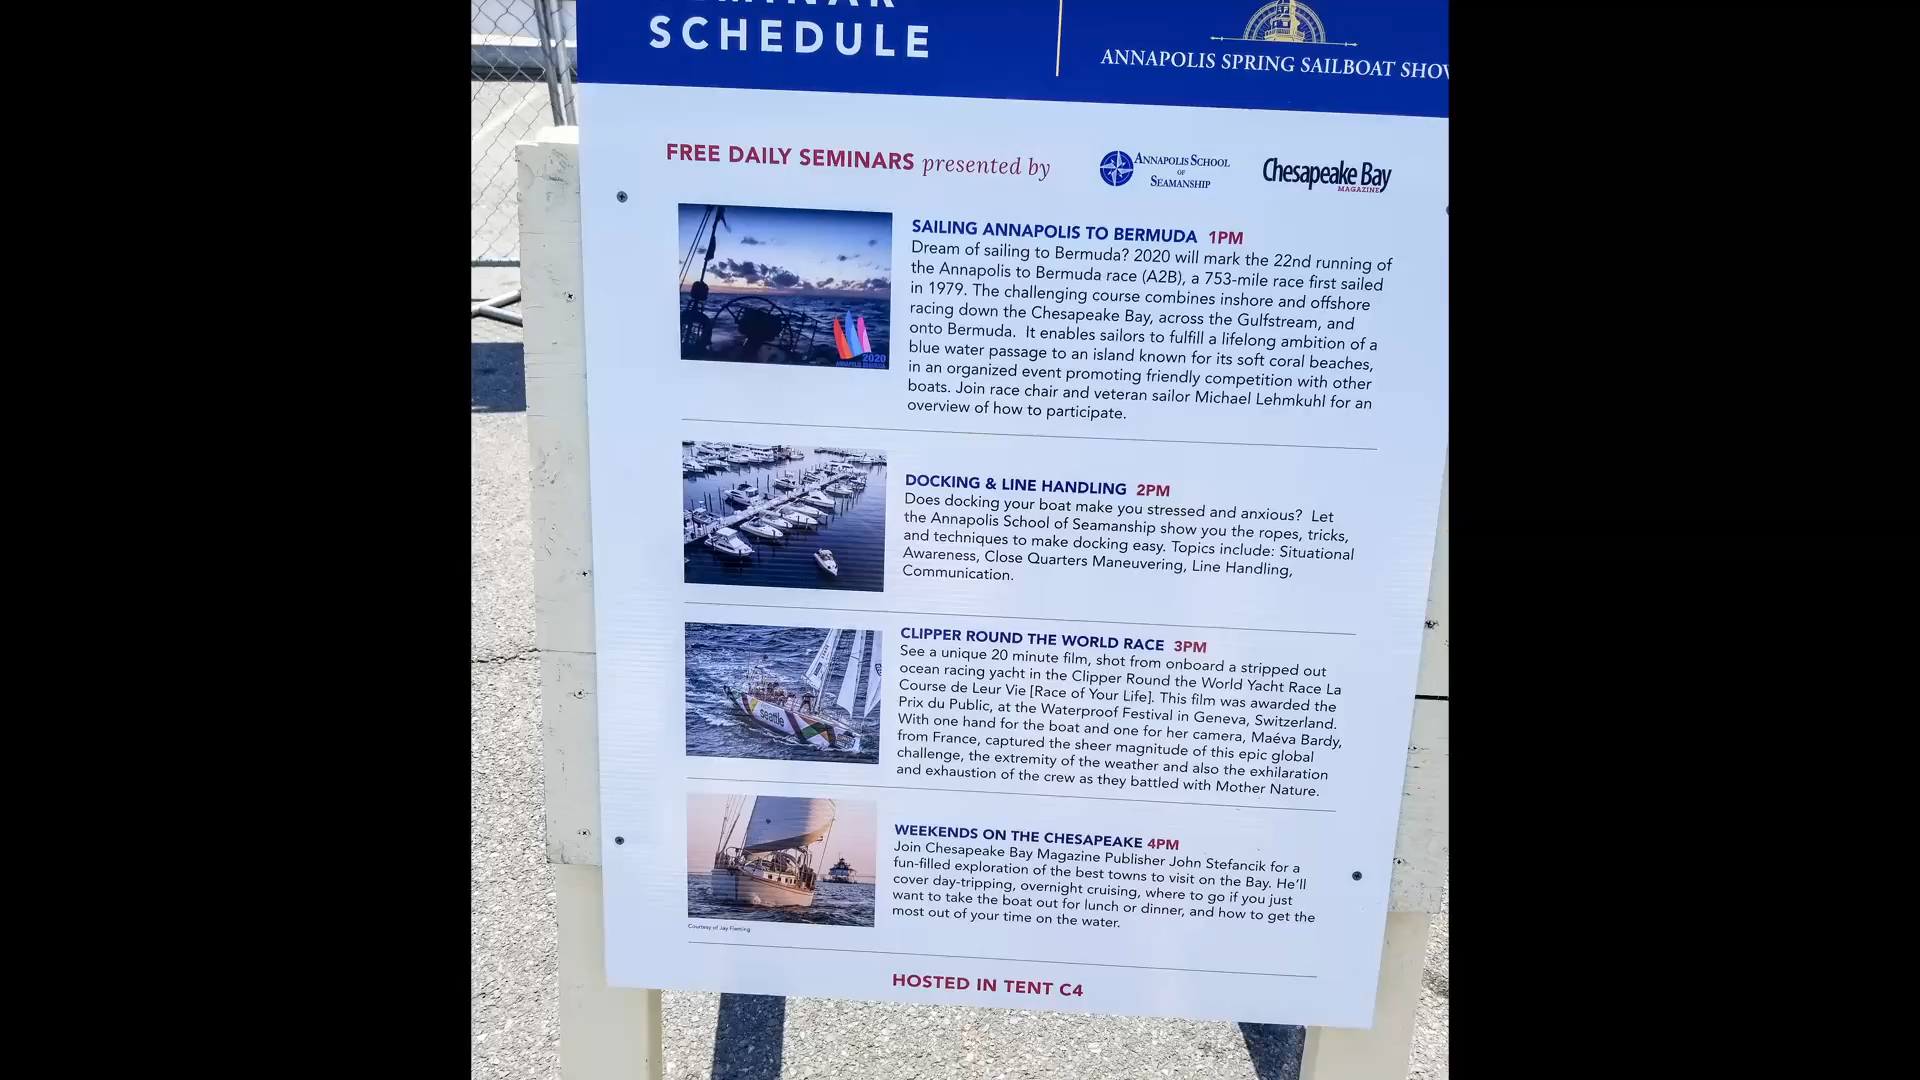 SCHEDULE
ANNAPOLIS SPRING SAILBOAT SHOW
FREE DAILY SEMINARS presented by
ANNAPOLIS SCHOOL
OF
SEAMANSHIP
Chesapeake Bay
MAGAZINE
SAILING ANNAPOLIS TO BERMUDA 1PM
Dream of sailing to Bermuda? 2020 will mark the 22nd running of
the Annapolis to Bermuda race (A2B), a 753-mile race first sailed
in 1979. The challenging course combines inshore and offshore
racing down the Chesapeake Bay, across the Gulfstream, and
onto Bermuda. It enables sailors to fulfill a lifelong ambition of a
blue water passage to an island known for its soft coral beaches,
in an organized event promoting friendly competition with other
boats. Join race chair and veteran sailor Michael Lehmkuhl for an
overview of how to participate.
2020
ANNAPOLIS BERMUDA
DOCKING & LINE HANDLING 2PM
Does docking your boat make you stressed and anxious? Let
the Annapolis School of Seamanship show you the ropes, tricks,
and techniques to make docking easy. Topics include: Situational
Awareness, Close Quarters Maneuvering, Line Handling,
Communication.
CLIPPER ROUND THE WORLD RACE 3PM
See a unique 20 minute film, shot from onboard a stripped out
ocean racing yacht in the Clipper Round the World Yacht Race La
Course de Leur Vie [Race of Your Life]. This film was awarded the
Prix du Public, at the Waterproof Festival in Geneva, Switzerland.
With one hand for the boat and one for her camera, Maéva Bardy,
from France, captured the sheer magnitude of this epic global
challenge, the extremity of the weather and also the exhilaration
and exhaustion of the crew as they battled with Mother Nature.
seattle
WEEKENDS ON THE CHESAPEAKE 4PM
Join Chesapeake Bay Magazine Publisher John Stefancik for a
fun-filled exploration of the best towns to visit on the Bay. He'll
cover day-tripping, overnight cruising, where to go if you just
want to take the boat out for lunch or dinner, and how to get the
most out of your time on the water.
Courtesy of Jay Fleming
HOSTED IN TENT C4